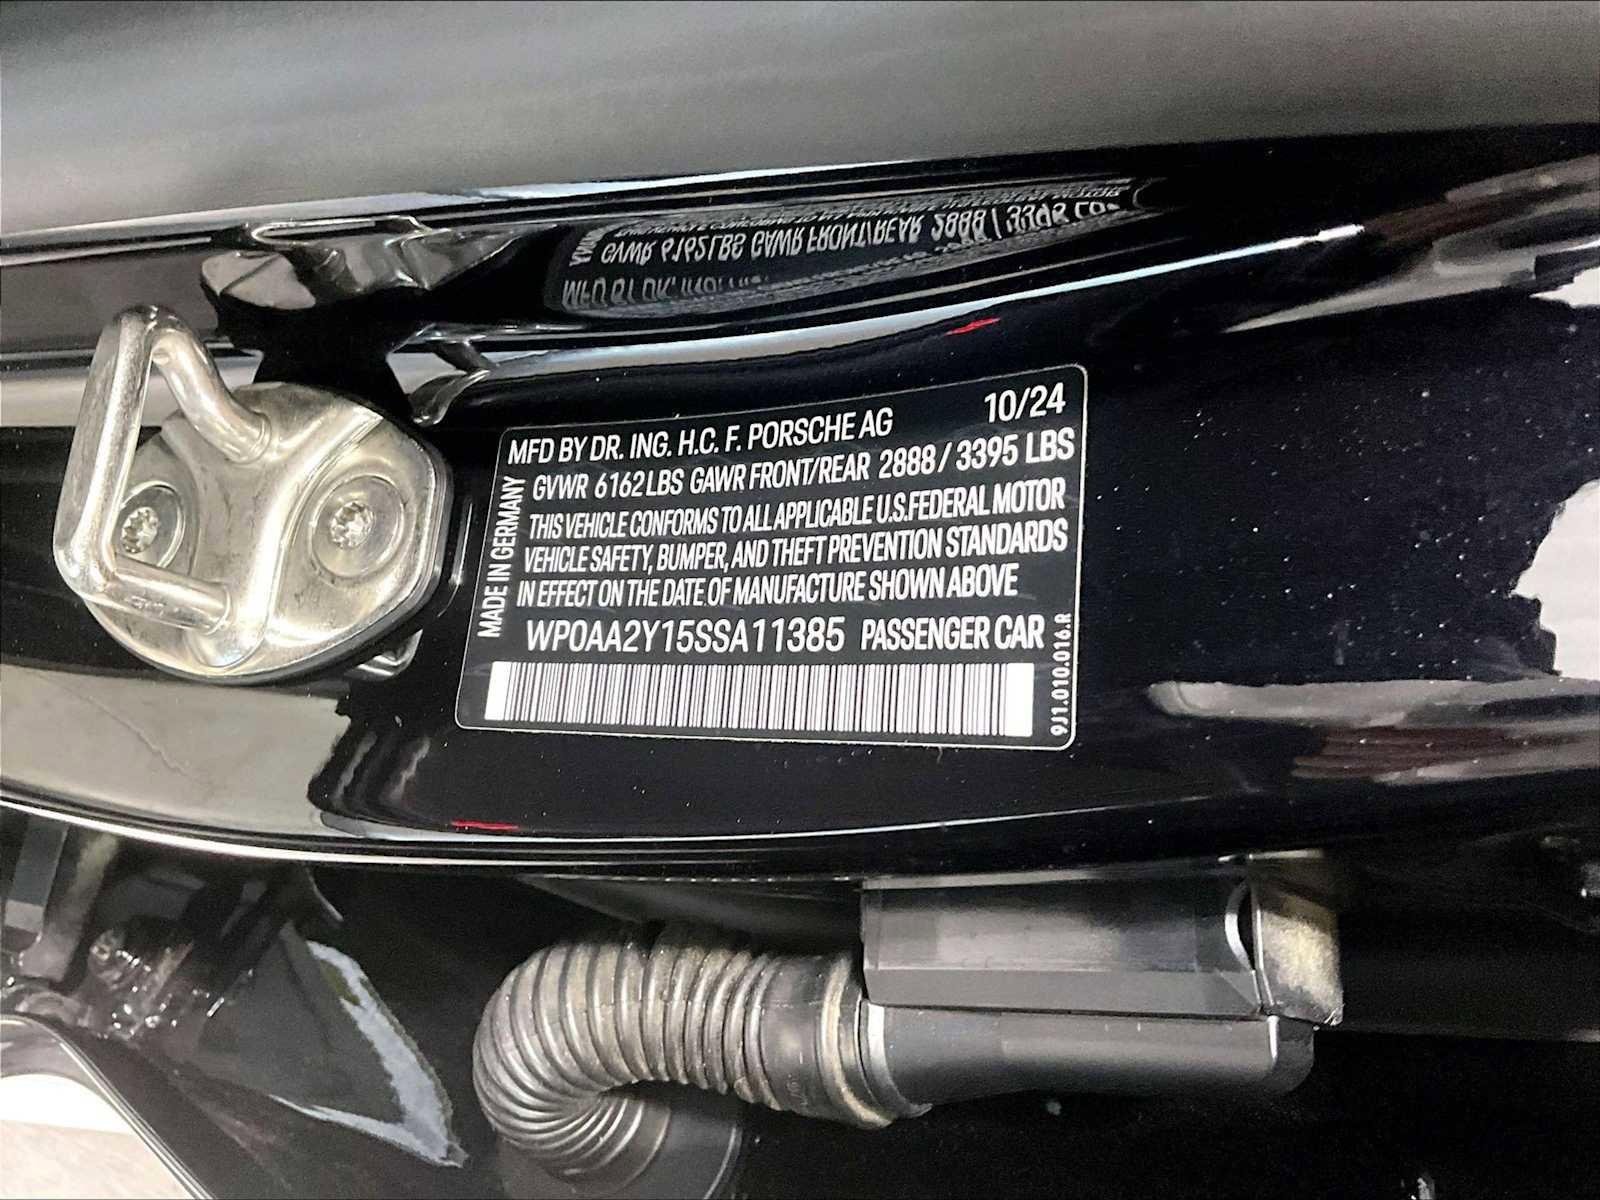 MFD BY DR. ING. H.C. F. PORSCHE AG 10/24
GVWR 6162 LBS GAWR FRONT/REAR 2888 / 3395 LBS
THIS VEHICLE CONFORMS TO ALL APPLICABLE U.S. FEDERAL MOTOR
VEHICLE SAFETY, BUMPER, AND THEFT PREVENTION STANDARDS
IN EFFECT ON THE DATE OF MANUFACTURE SHOWN ABOVE
WP0AA2Y15SSA11385 PASSENGER CAR
MADE IN GERMANY
9J1.010.016.R